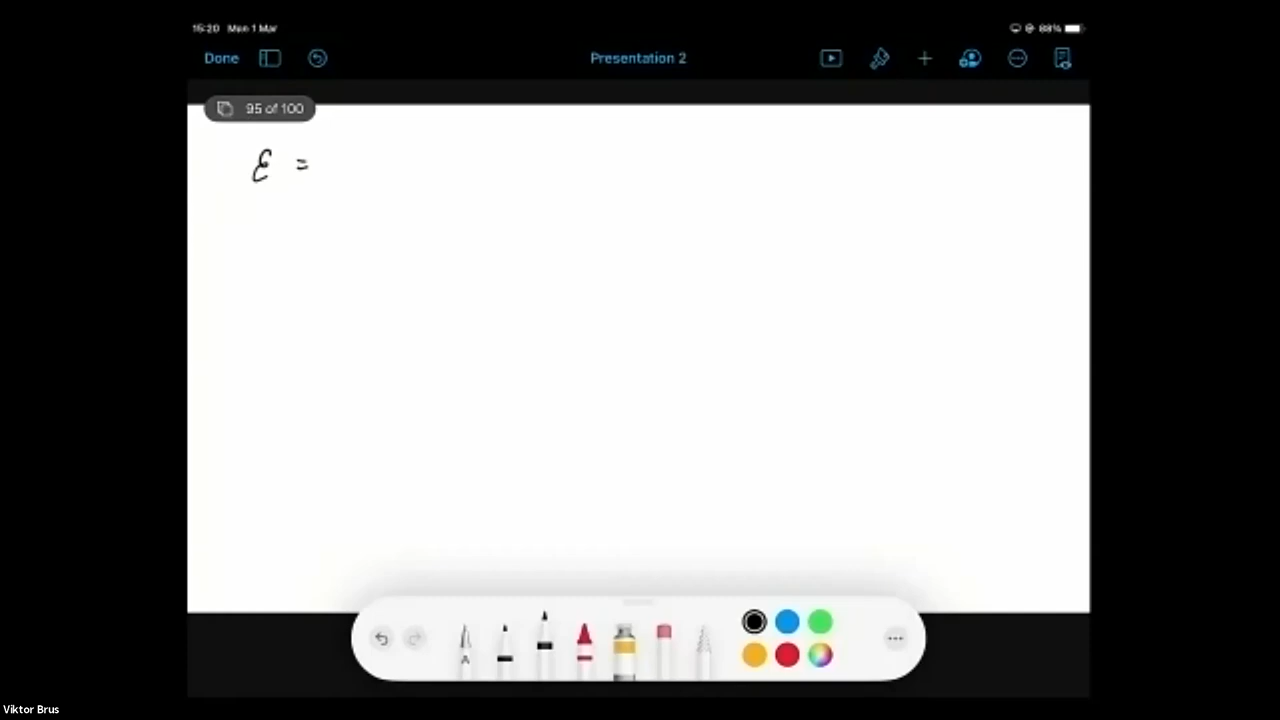 15:20 Mon 1 Mar 88%
Done Presentation 2
95 of 100
ℰ =
A
Viktor Brus